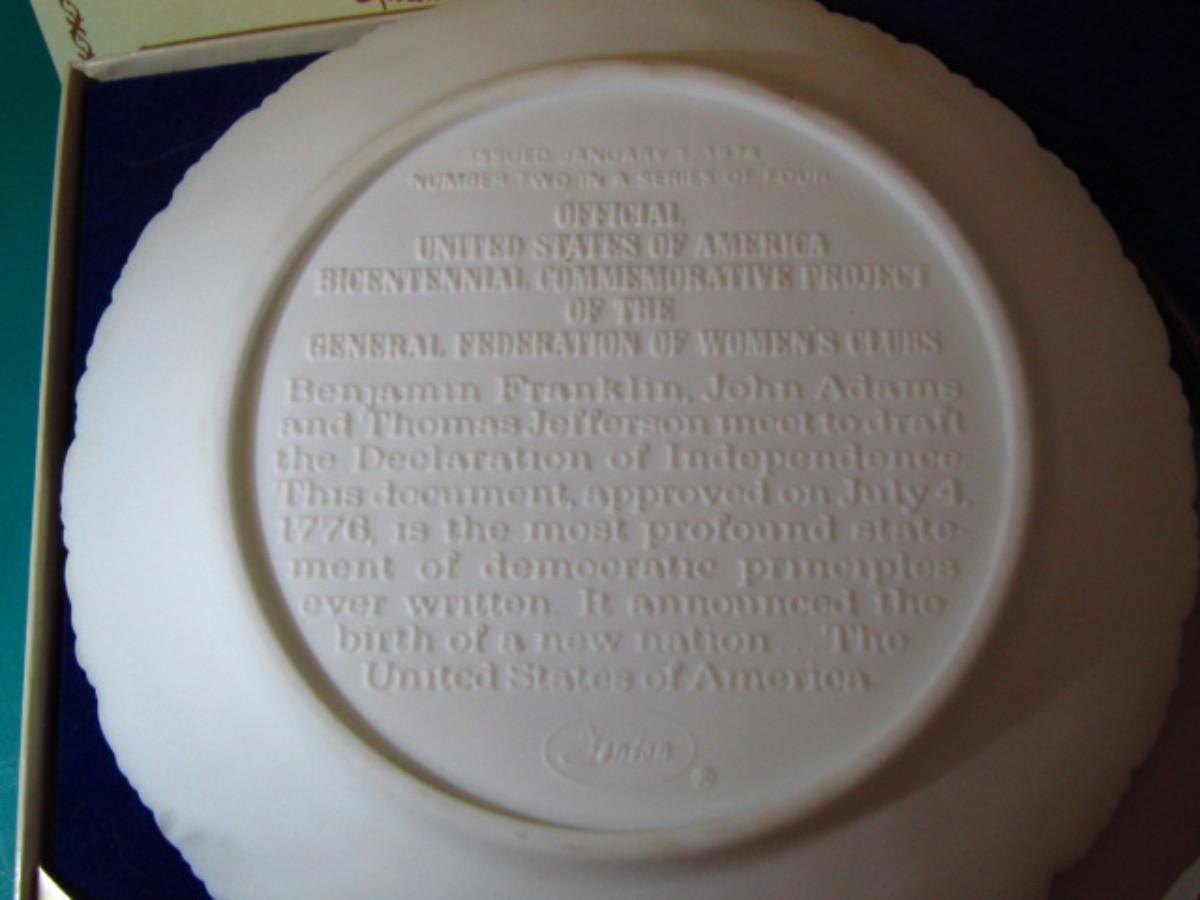 ISSUED JANUARY 1, 1974
NUMBER TWO IN A SERIES OF FOUR
OFFICIAL
UNITED STATES OF AMERICA
BICENTENNIAL COMMEMORATIVE PROJECT
OF THE
GENERAL FEDERATION OF WOMEN'S CLUBS
Benjamin Franklin, John Adams
and Thomas Jefferson meet to draft
the Declaration of Independence.
This document, approved on July 4,
1776, is the most profound state-
ment of democratic principles
ever written. It announced the
birth of a new nation... The
United States of America.
Fenton
®